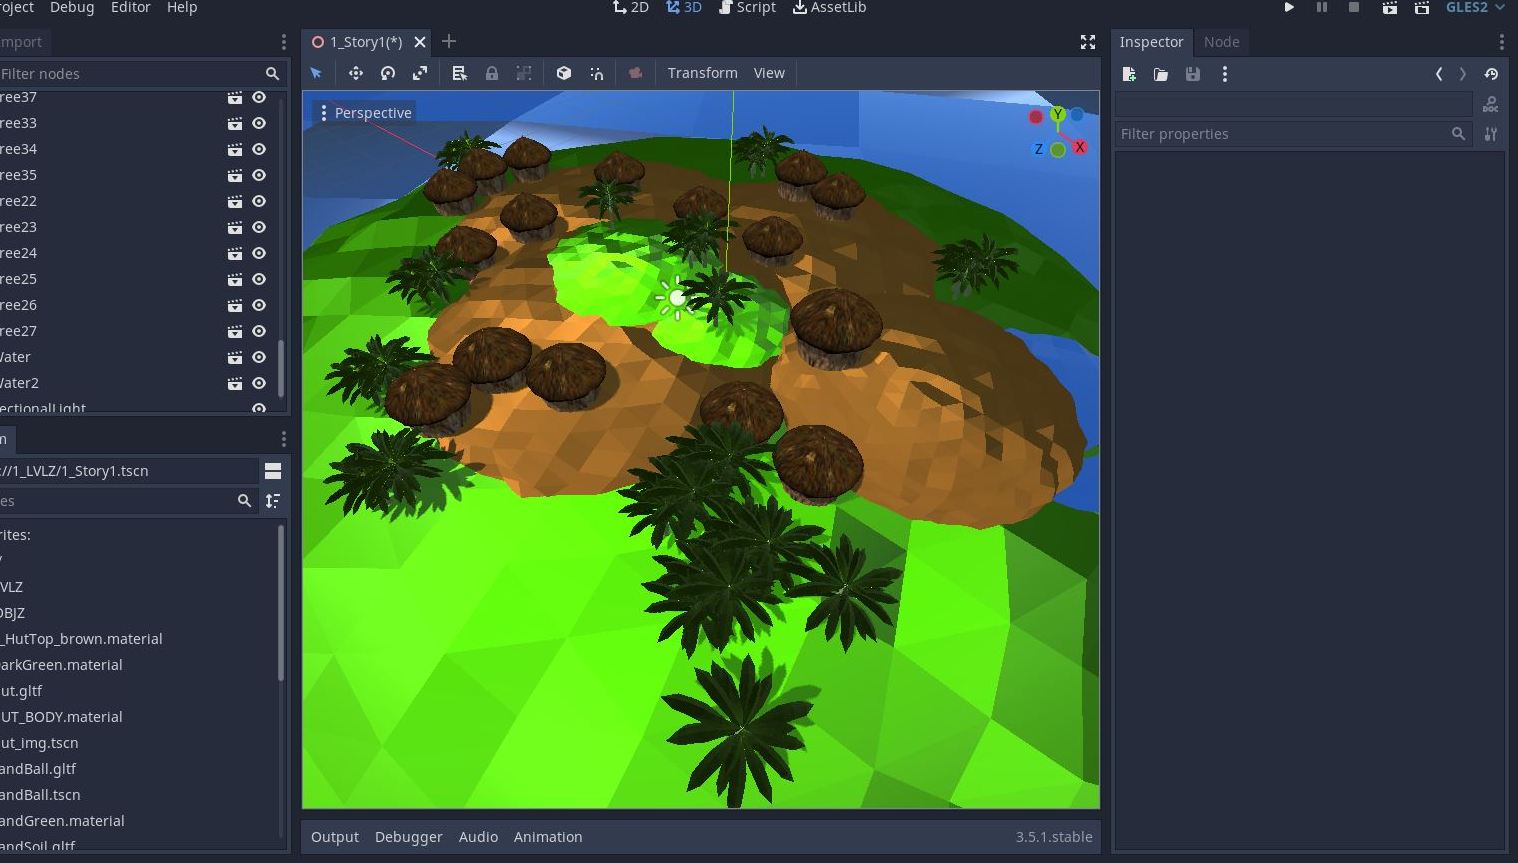 roject Debug Editor Help
2D 3D Script AssetLib
GLES2
mport
1_Story1(*)
Inspector Node
Filter nodes
Transform View
ree37
ree33
ree34
ree35
ree22
ree23
ree24
ree25
ree26
ree27
Water
Water2
ectionalLight
Perspective
Y
Z X
DOC
Filter properties
m
://1_LVLZ/1_Story1.tscn
es
rites:
/
VLZ
OBJZ
_HutTop_brown.material
arkGreen.material
ut.gltf
UT_BODY.material
ut_img.tscn
andBall.gltf
andBall.tscn
andGreen.material
andSoil.gltf
Output Debugger Audio Animation
3.5.1.stable